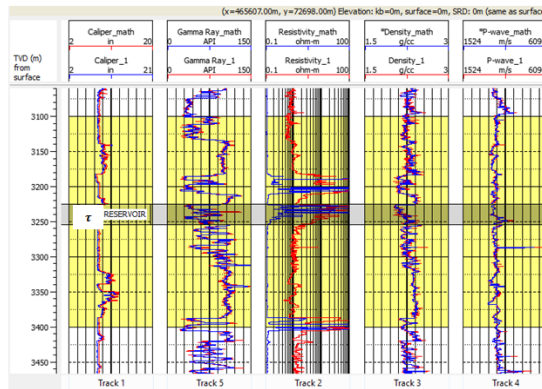 (x=465607.00m, y=72698.00m) Elevation: kb=0m, surface=0m, SRD: 0m (same as surface
Caliper_math Gamma Ray_math Resistivity_math *Density_math *P-wave_math
2 in 20 0 API 150 0.1 ohm-m 100 1.5 g/cc 3 1524 m/s 609
TVD (m) Caliper_1 Gamma Ray_1 Resistivity_1 Density_1 P-wave_1
from 2 in 21 0 API 150 0.1 ohm-m 100 1.5 g/cc 3 1524 m/s 609
surface
3100
3150
3200
τ RESERVOIR
3250
3300
3350
3400
3450
Track 1 Track 5 Track 2 Track 3 Track 4